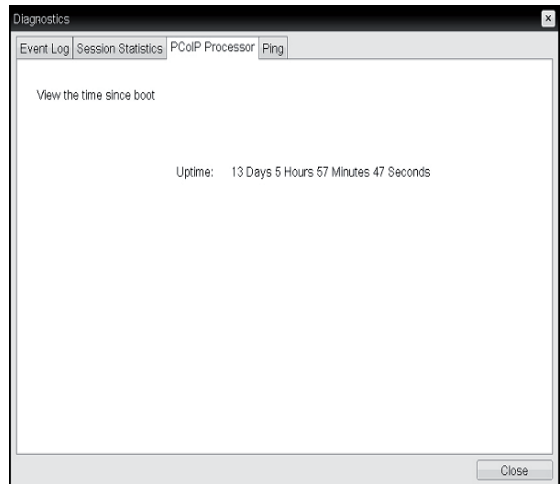 Diagnostics x
Event Log Session Statistics PCoIP Processor Ping
View the time since boot
Uptime: 13 Days 5 Hours 57 Minutes 47 Seconds
Close